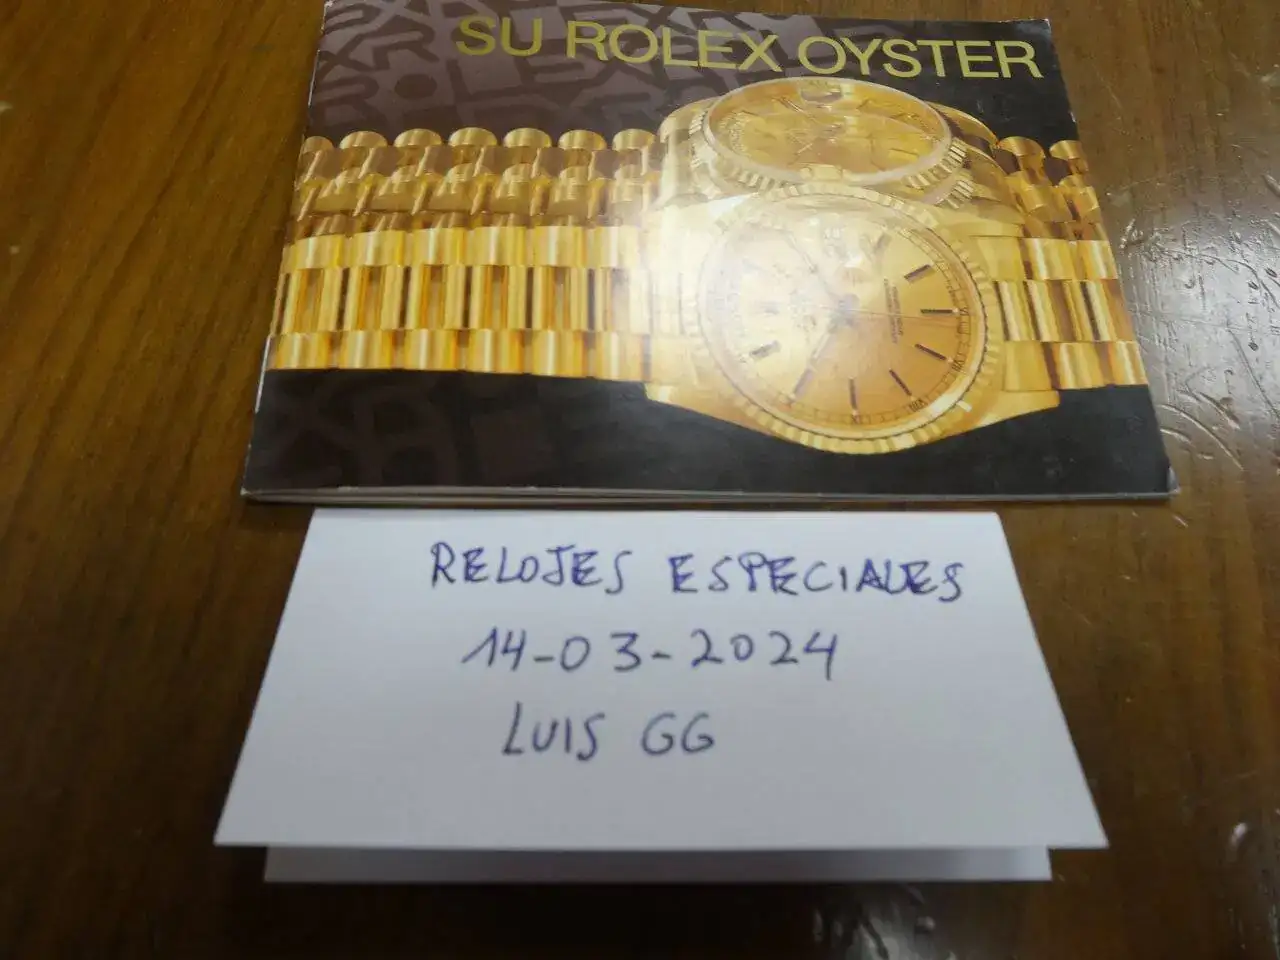 SU ROLEX OYSTER
RELOJES ESPECIALES
14-03-2024
LUIS GG